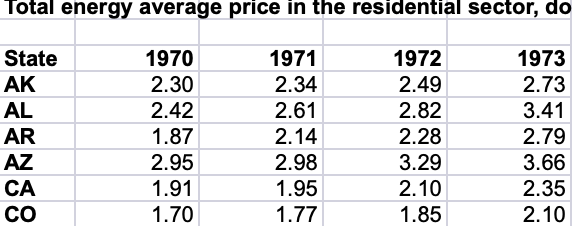 Total energy average price in the residential sector, do
State 1970 1971 1972 1973
AK 2.30 2.34 2.49 2.73
AL 2.42 2.61 2.82 3.41
AR 1.87 2.14 2.28 2.79
AZ 2.95 2.98 3.29 3.66
CA 1.91 1.95 2.10 2.35
CO 1.70 1.77 1.85 2.10